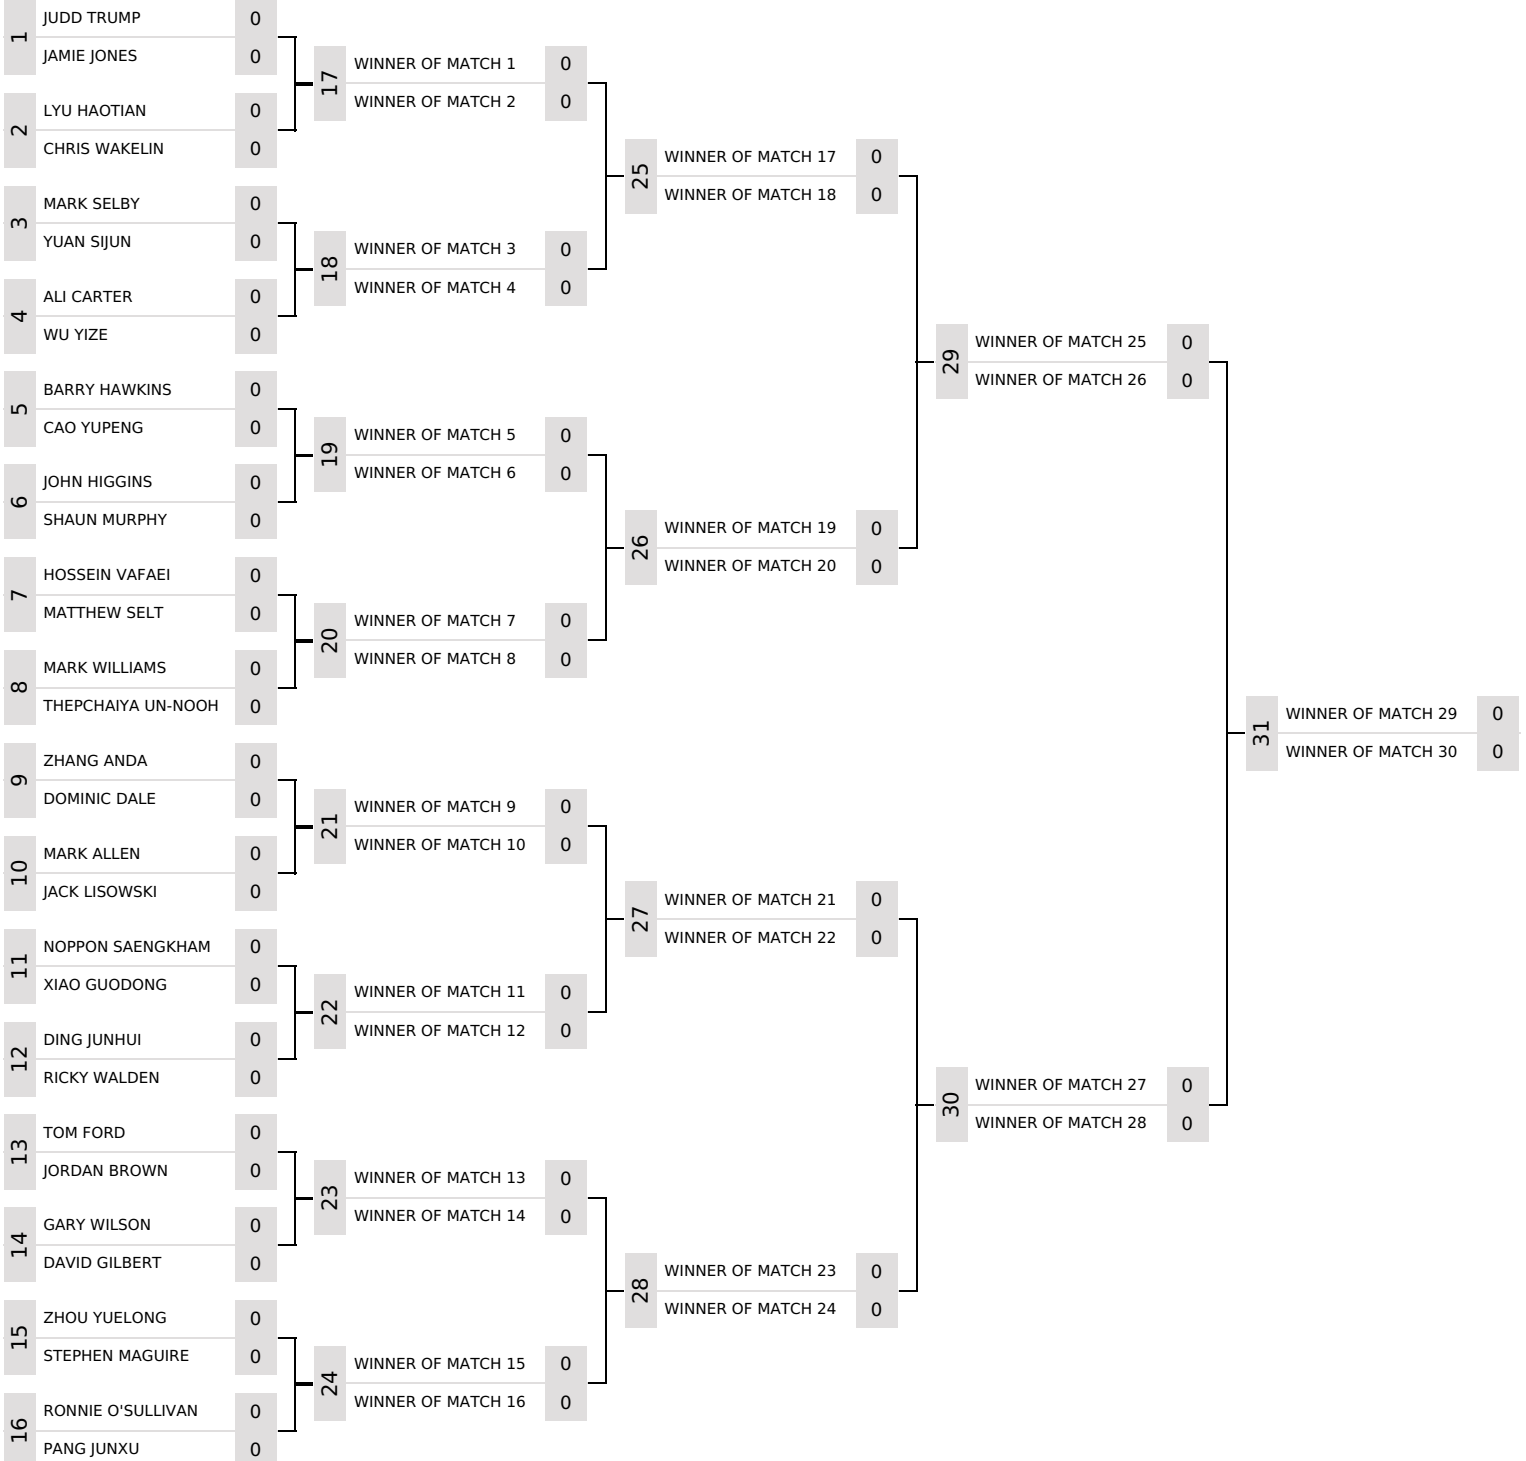 1
JUDD TRUMP 0
JAMIE JONES 0
2
LYU HAOTIAN 0
CHRIS WAKELIN 0
3
MARK SELBY 0
YUAN SIJUN 0
4
ALI CARTER 0
WU YIZE 0
5
BARRY HAWKINS 0
CAO YUPENG 0
6
JOHN HIGGINS 0
SHAUN MURPHY 0
7
HOSSEIN VAFAEI 0
MATTHEW SELT 0
8
MARK WILLIAMS 0
THEPCHAIYA UN-NOOH 0
9
ZHANG ANDA 0
DOMINIC DALE 0
10
MARK ALLEN 0
JACK LISOWSKI 0
11
NOPPON SAENGKHAM 0
XIAO GUODONG 0
12
DING JUNHUI 0
RICKY WALDEN 0
13
TOM FORD 0
JORDAN BROWN 0
14
GARY WILSON 0
DAVID GILBERT 0
15
ZHOU YUELONG 0
STEPHEN MAGUIRE 0
16
RONNIE O'SULLIVAN 0
PANG JUNXU 0
17
WINNER OF MATCH 1 0
WINNER OF MATCH 2 0
18
WINNER OF MATCH 3 0
WINNER OF MATCH 4 0
19
WINNER OF MATCH 5 0
WINNER OF MATCH 6 0
20
WINNER OF MATCH 7 0
WINNER OF MATCH 8 0
21
WINNER OF MATCH 9 0
WINNER OF MATCH 10 0
22
WINNER OF MATCH 11 0
WINNER OF MATCH 12 0
23
WINNER OF MATCH 13 0
WINNER OF MATCH 14 0
24
WINNER OF MATCH 15 0
WINNER OF MATCH 16 0
25
WINNER OF MATCH 17 0
WINNER OF MATCH 18 0
26
WINNER OF MATCH 19 0
WINNER OF MATCH 20 0
27
WINNER OF MATCH 21 0
WINNER OF MATCH 22 0
28
WINNER OF MATCH 23 0
WINNER OF MATCH 24 0
29
WINNER OF MATCH 25 0
WINNER OF MATCH 26 0
30
WINNER OF MATCH 27 0
WINNER OF MATCH 28 0
31
WINNER OF MATCH 29 0
WINNER OF MATCH 30 0